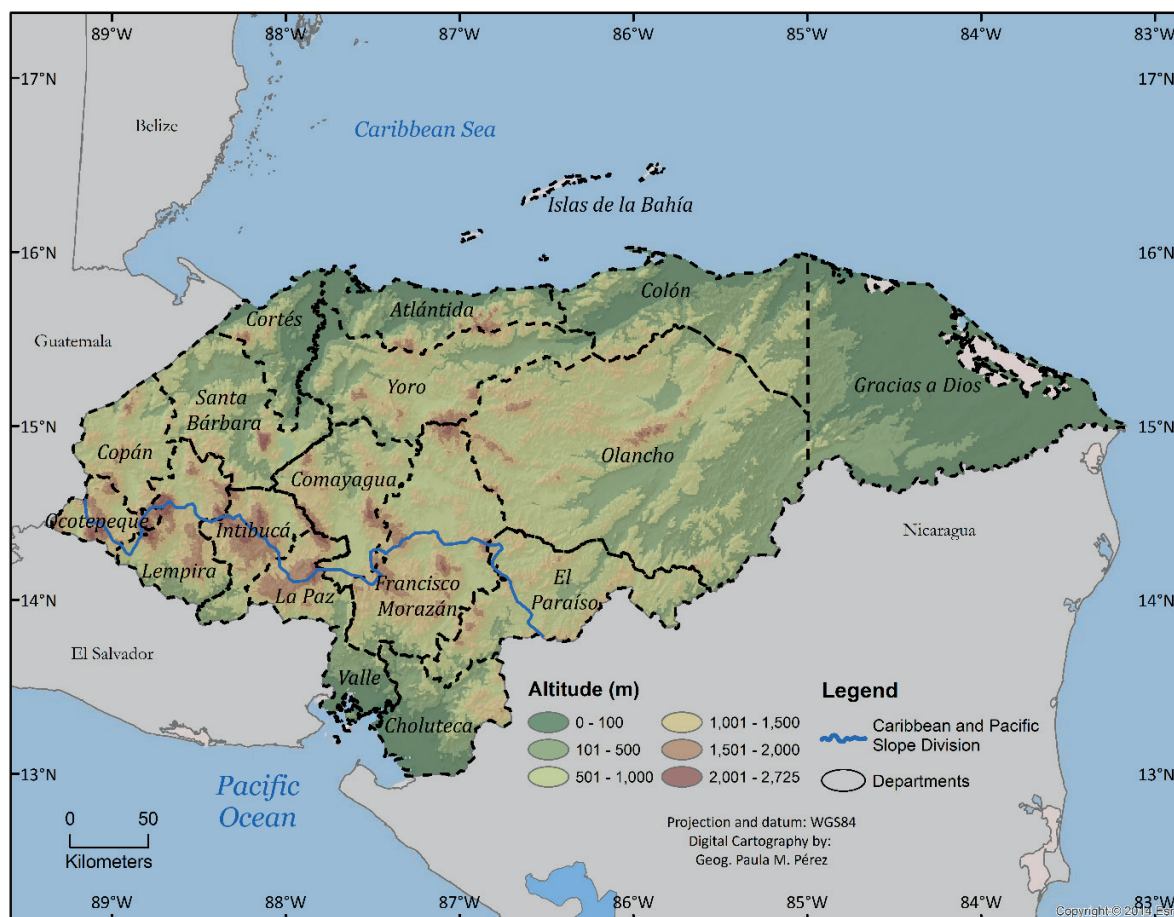 89°W 88°W 87°W 86°W 85°W 84°W 83°W
17°N 17°N
Belize
Caribbean Sea
Islas de la Bahía
16°N 16°N
Colón
Atlántida
Cortés
Guatemala
Yoro
Gracias a Dios
Santa
Bárbara
15°N 15°N
Copán
Olancho
Comayagua
Ocotepeque
Intibucá
Nicaragua
Lempira
La Paz
Francisco
Morazán
El
Paraíso
14°N 14°N
El Salvador
Valle
Choluteca
13°N 13°N
Pacific
Ocean
Altitude (m)
0 - 100
101 - 500
501 - 1,000
1,001 - 1,500
1,501 - 2,000
2,001 - 2,725
Legend
Caribbean and Pacific
Slope Division
Departments
0 50
Kilometers
Projection and datum: WGS84
Digital Cartography by:
Geog. Paula M. Pérez
89°W 88°W 87°W 86°W 85°W 84°W 83°W
Copyright:© 2014 Esri